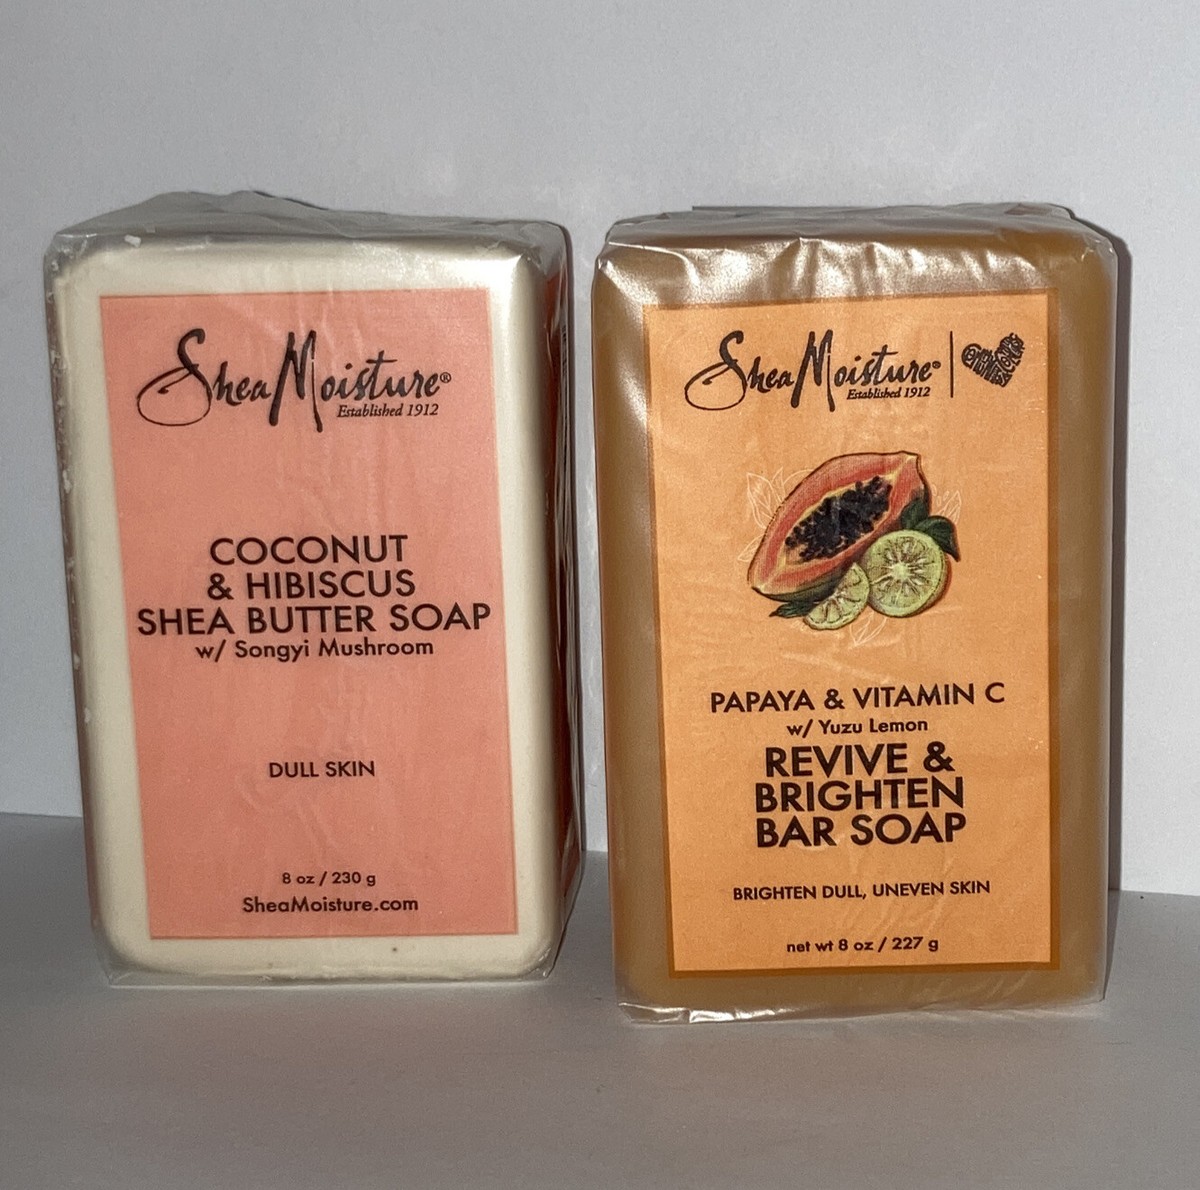 SheaMoisture®
Established 1912
COCONUT
& HIBISCUS
SHEA BUTTER SOAP
w/ Songyi Mushroom
DULL SKIN
8 oz / 230 g
SheaMoisture.com
SheaMoisture®
Established 1912
PAPAYA & VITAMIN C
w/ Yuzu Lemon
REVIVE &
BRIGHTEN
BAR SOAP
BRIGHTEN DULL, UNEVEN SKIN
net wt 8 oz / 227 g